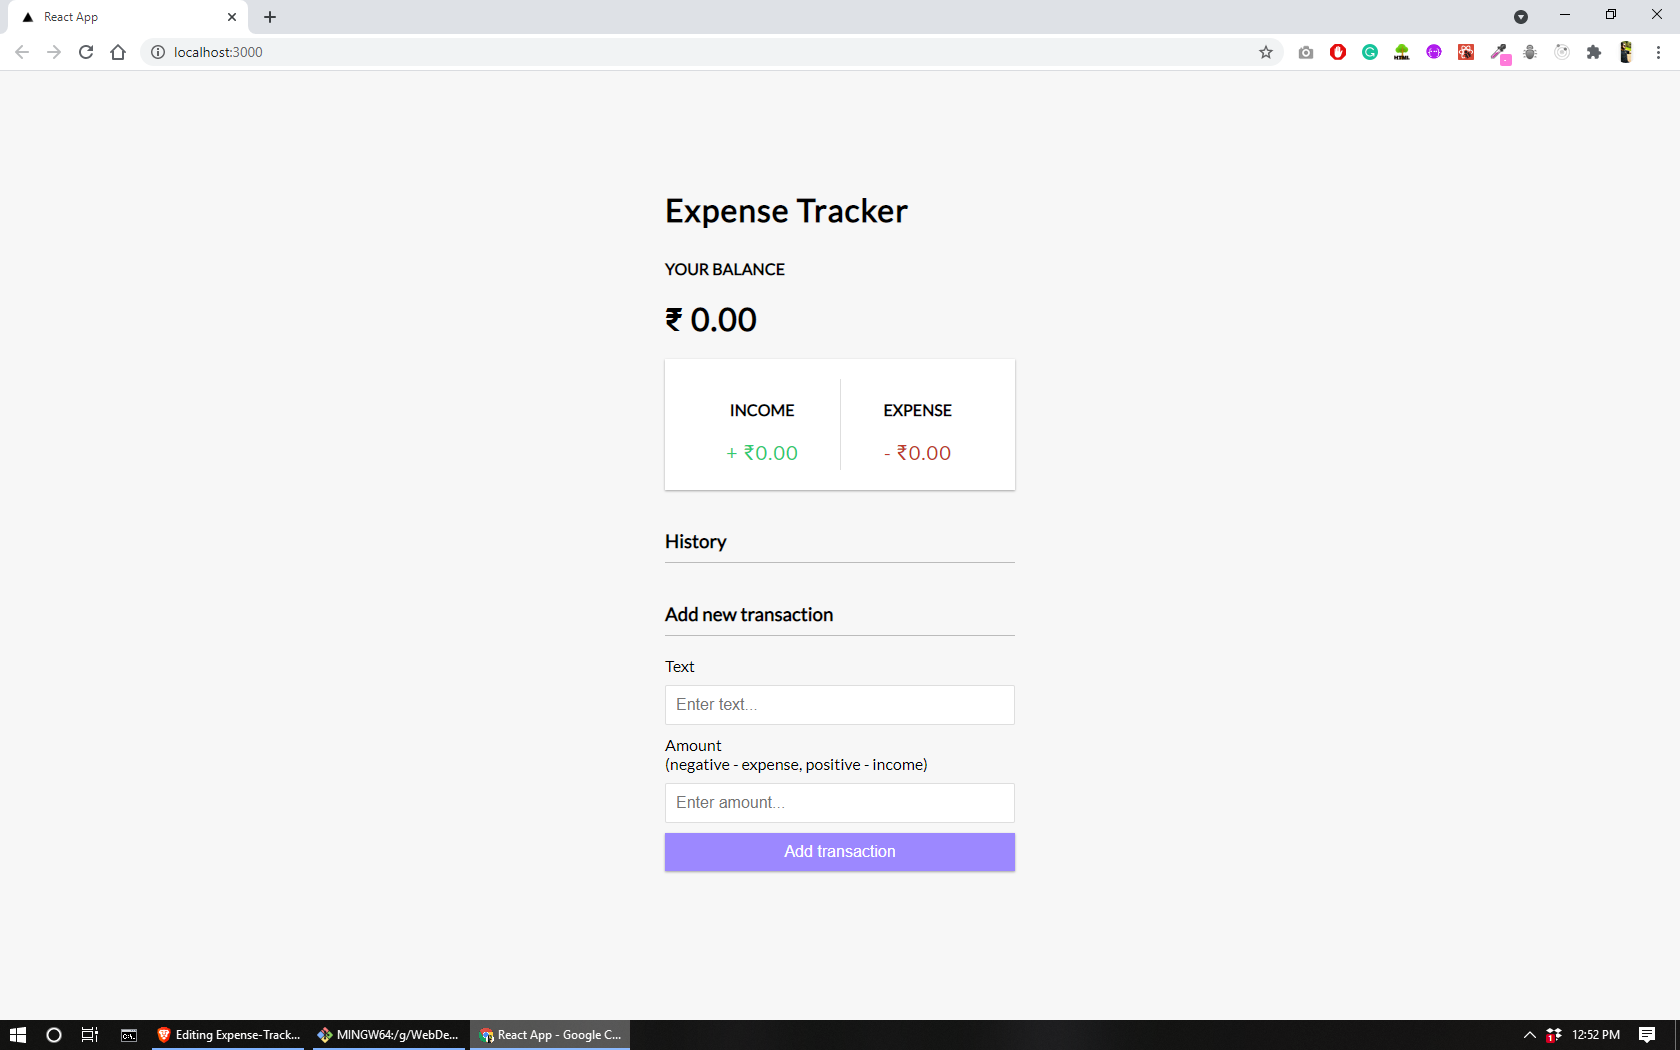 React App
localhost:3000
Expense Tracker
YOUR BALANCE
₹ 0.00
INCOME
EXPENSE
+ ₹0.00
- ₹0.00
History
Add new transaction
Text
Enter text...
Amount
(negative - expense, positive - income)
Enter amount...
Add transaction
Editing Expense-Track...
MINGW64:/g/WebDe...
React App - Google C...
1
12:52 PM